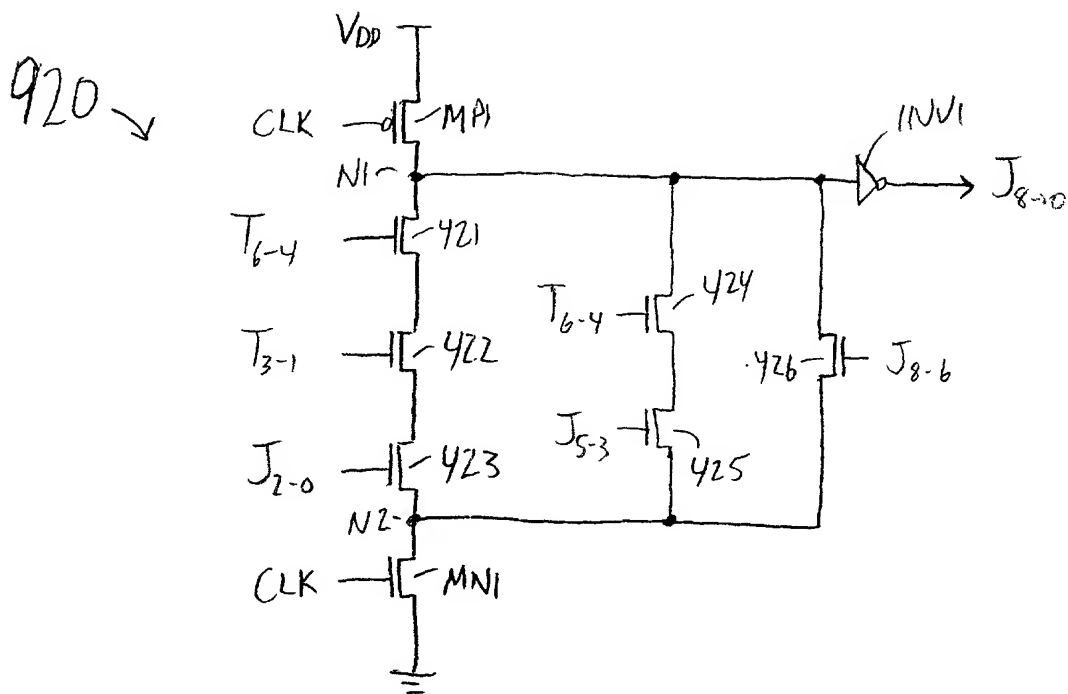 920
VDD
CLK
MP1
N1
INV1
J8→0
T6-4
421
T6-4
424
T3-1
422
426
J8-6
J5-3
425
J2-0
423
N2
CLK
MN1